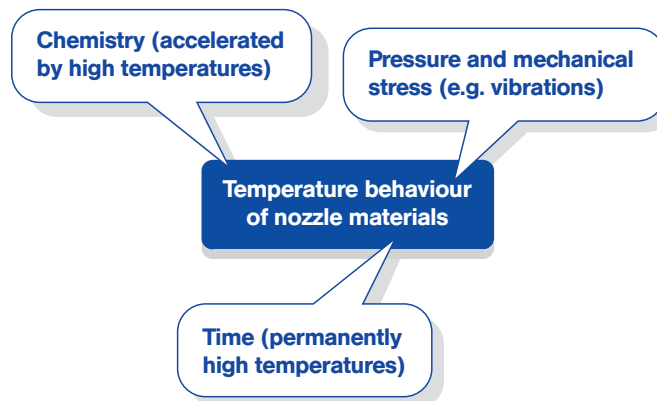 Chemistry (accelerated
by high temperatures)
Pressure and mechanical
stress (e.g. vibrations)
Temperature behaviour
of nozzle materials
Time (permanently
high temperatures)